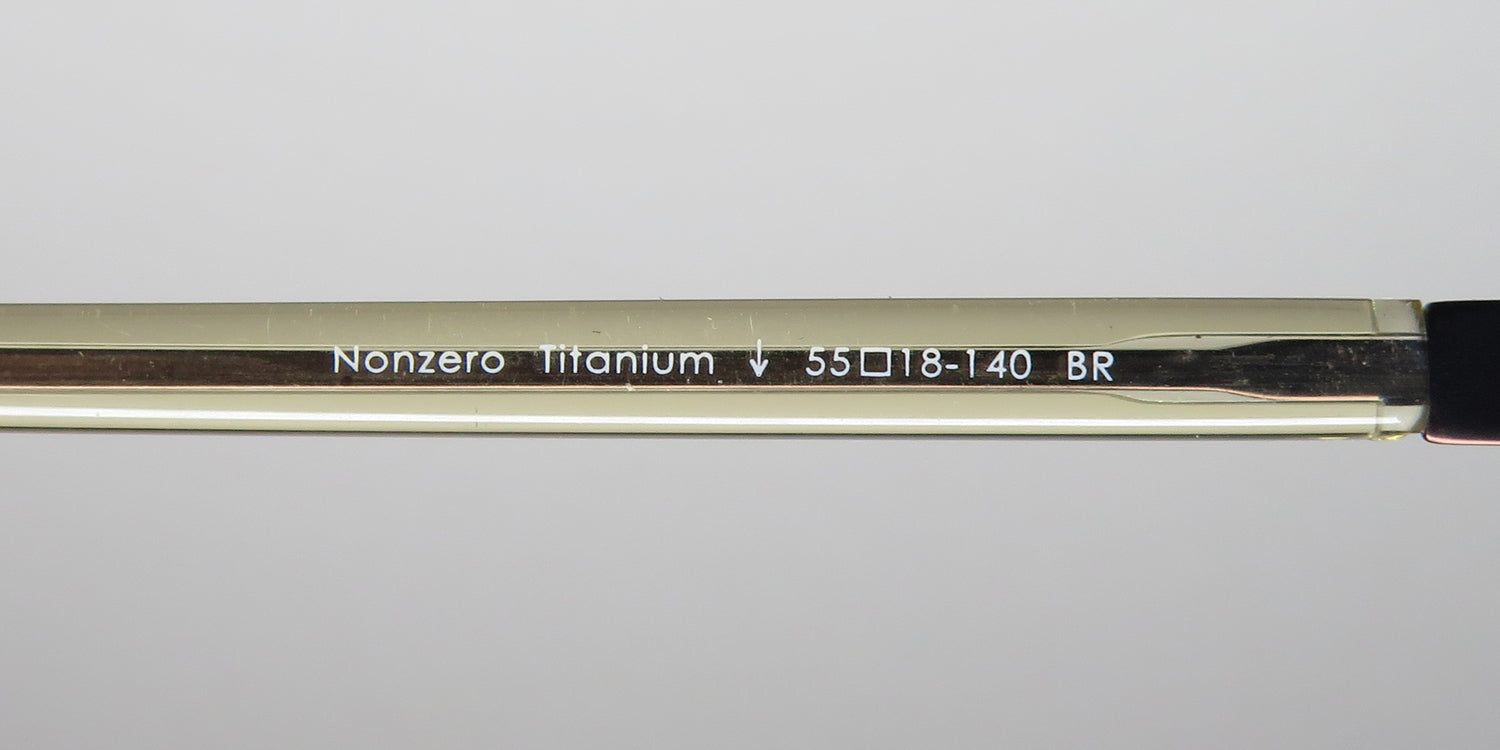 Nonzero Titanium ↓ 55□18-140 BR